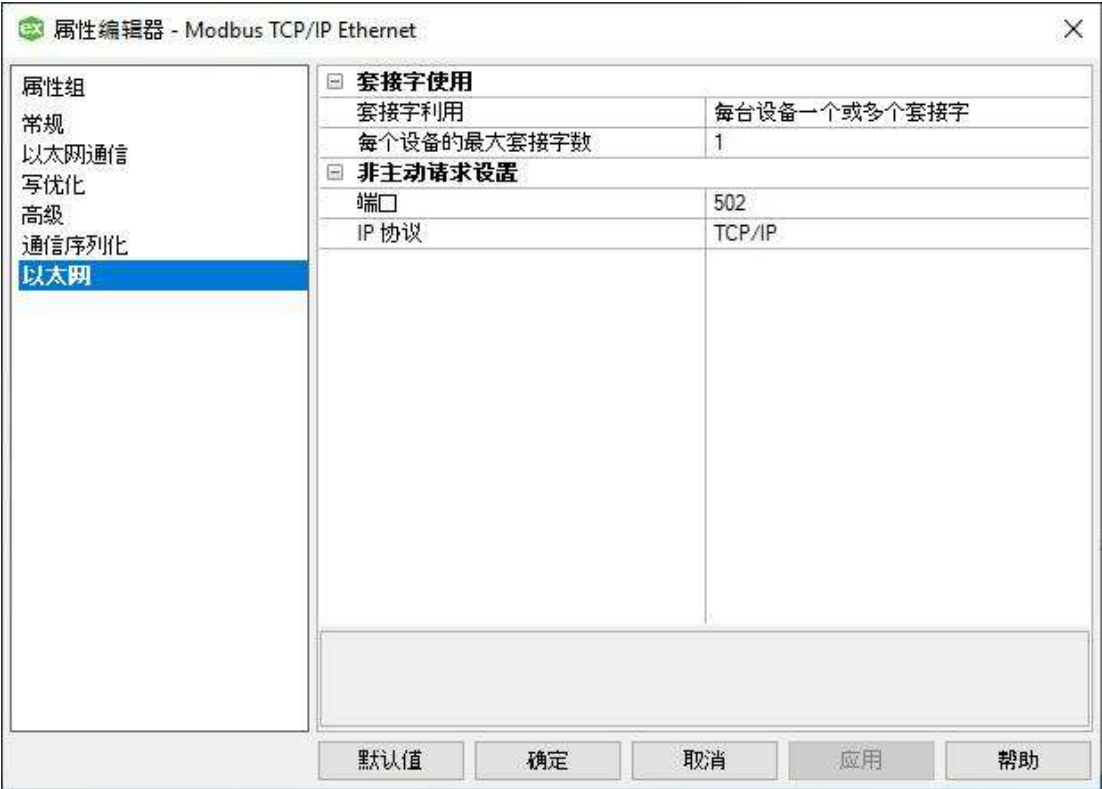 ex 属性编辑器 - Modbus TCP/IP Ethernet
属性组
常规
以太网通信
写优化
高级
通信序列化
以太网
套接字使用
套接字利用 每台设备一个或多个套接字
每个设备的最大套接字数 1
非主动请求设置
端口 502
IP 协议 TCP/IP
默认值 确定 取消 应用 帮助